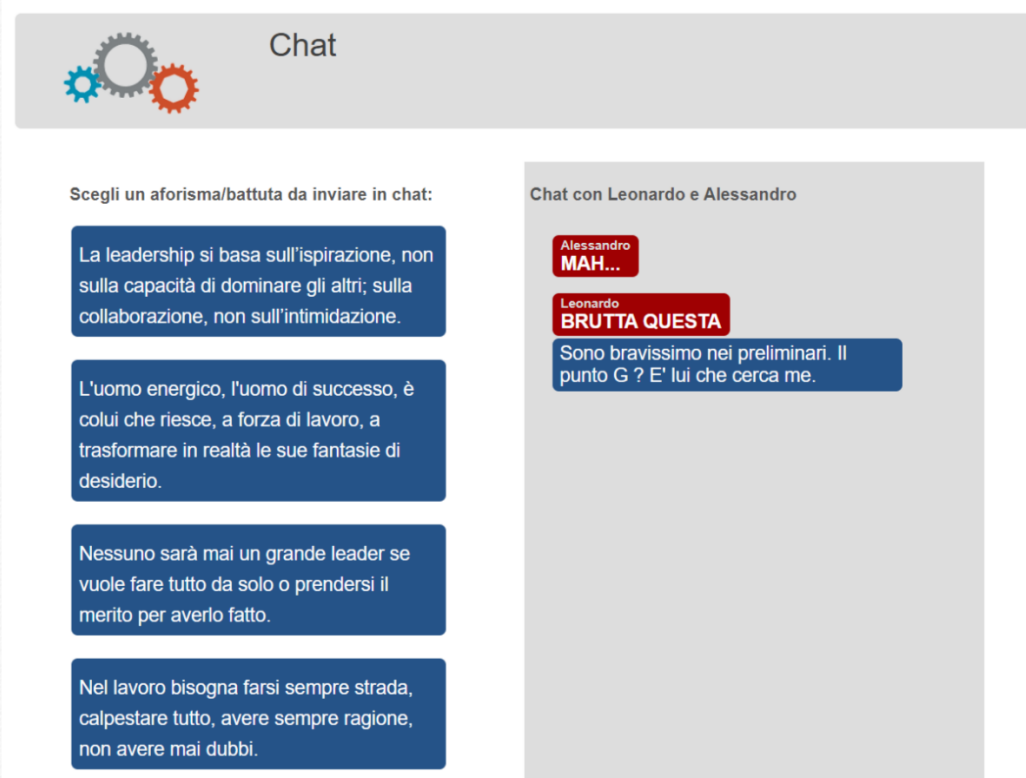 Chat
Scegli un aforisma/battuta da inviare in chat:
La leadership si basa sull'ispirazione, non
sulla capacità di dominare gli altri; sulla
collaborazione, non sull'intimidazione.
L'uomo energico, l'uomo di successo, è
colui che riesce, a forza di lavoro, a
trasformare in realtà le sue fantasie di
desiderio.
Nessuno sarà mai un grande leader se
vuole fare tutto da solo o prendersi il
merito per averlo fatto.
Nel lavoro bisogna farsi sempre strada,
calpestare tutto, avere sempre ragione,
non avere mai dubbi.
Chat con Leonardo e Alessandro
Alessandro
MAH...
Leonardo
BRUTTA QUESTA
Sono bravissimo nei preliminari. Il
punto G ? E' lui che cerca me.